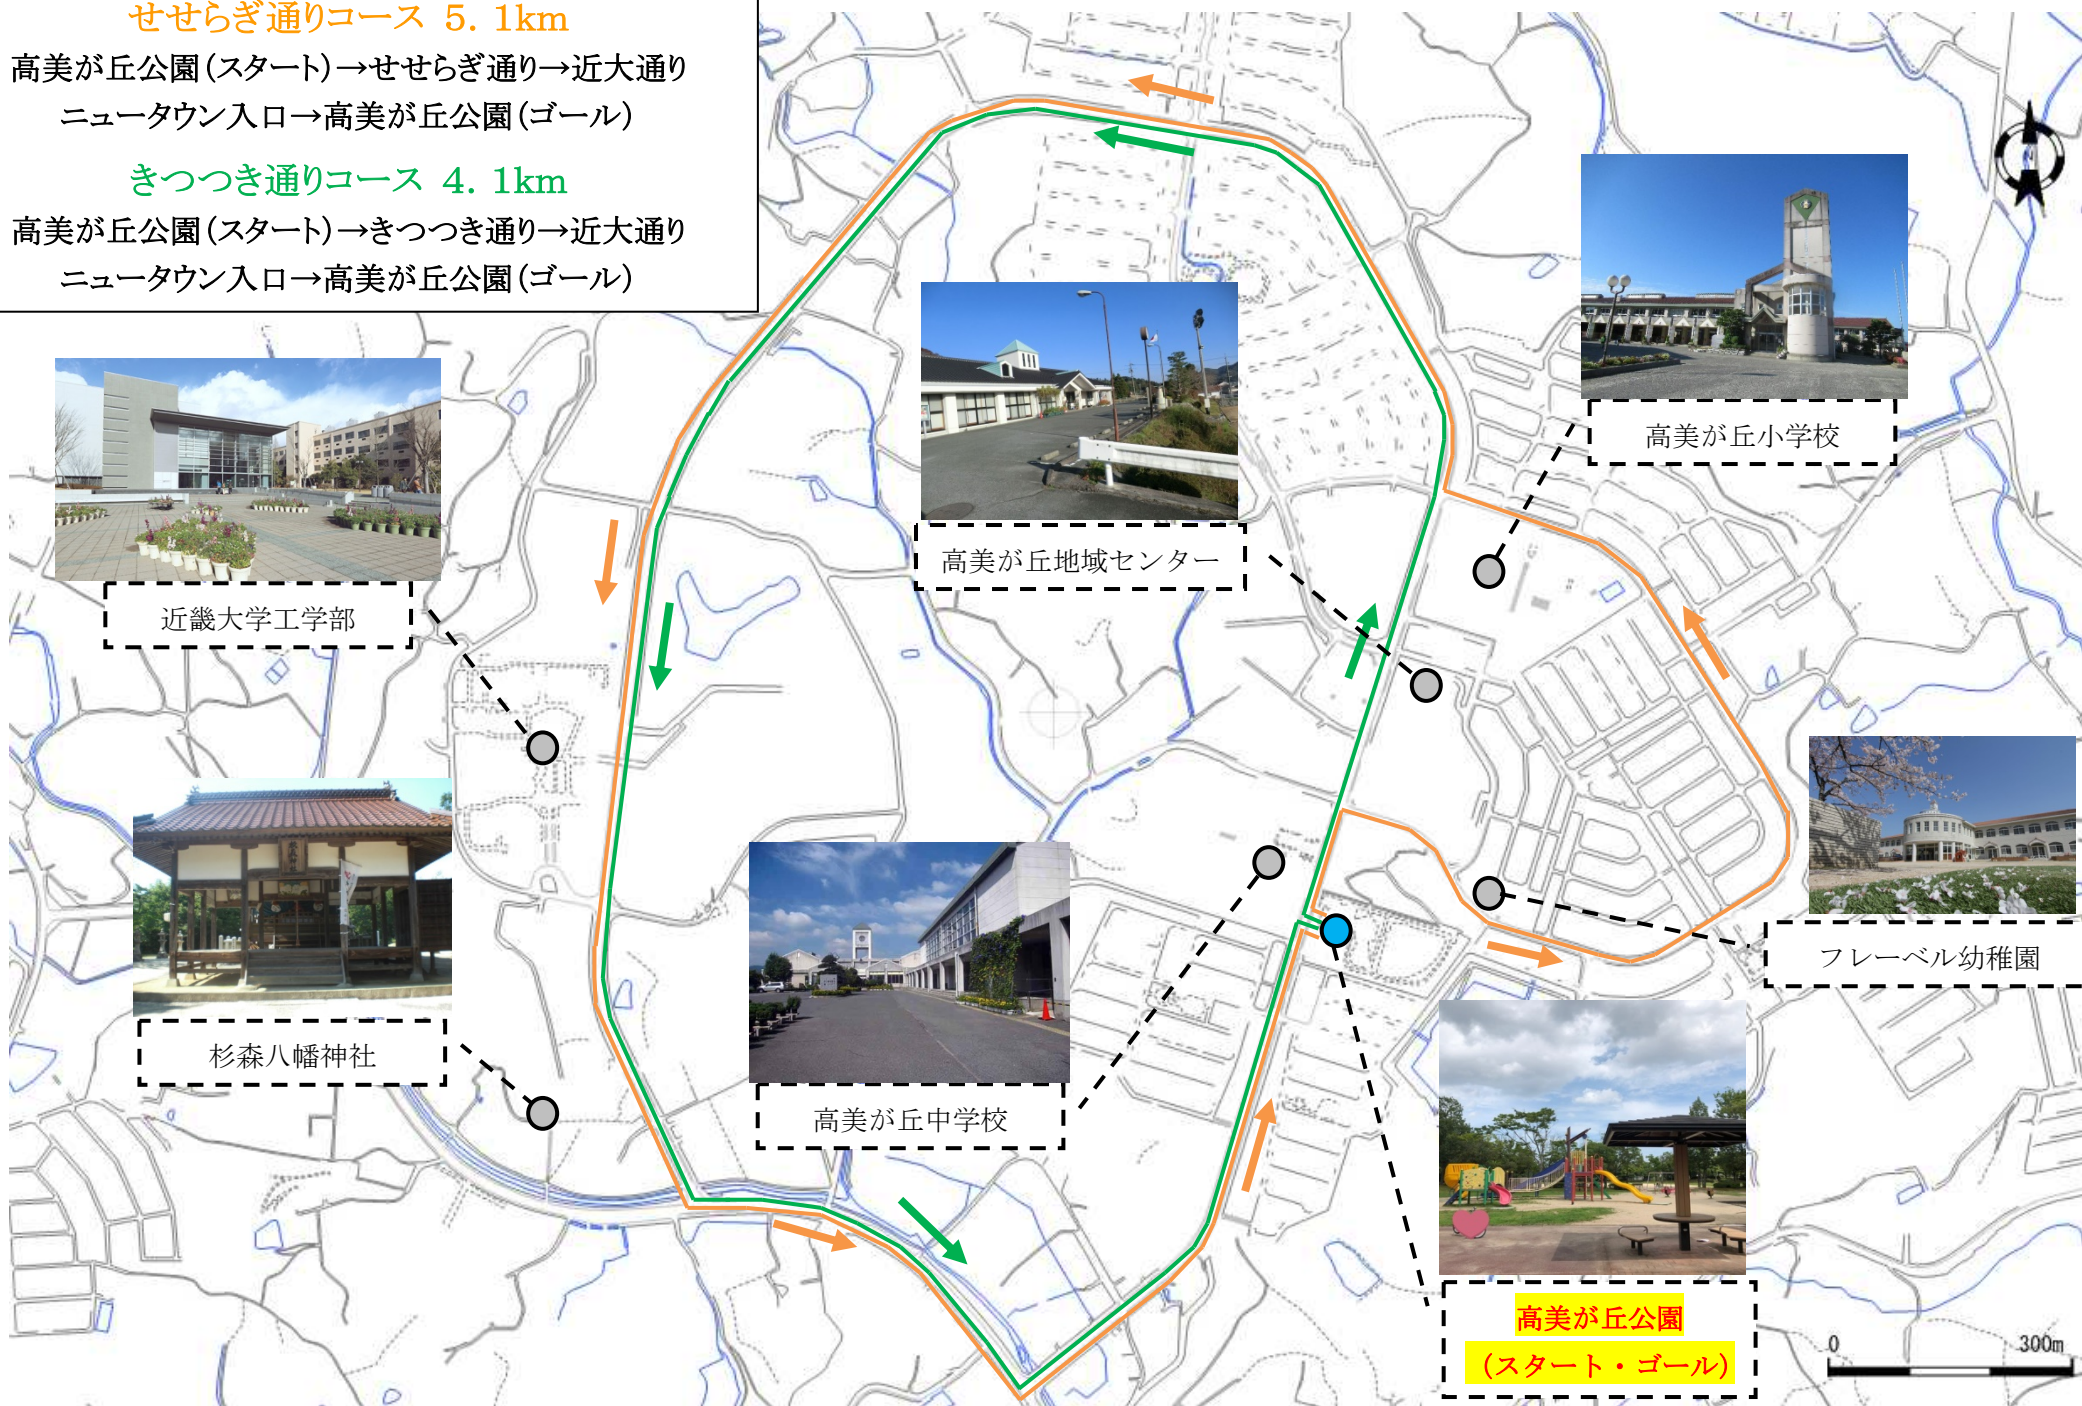 せせらぎ通りコース 5.1km
高美が丘公園(スタート)→せせらぎ通り→近大通り
ニュータウン入口→高美が丘公園(ゴール)
きつつき通りコース 4.1km
高美が丘公園(スタート)→きつつき通り→近大通り
ニュータウン入口→高美が丘公園(ゴール)
高美が丘小学校
高美が丘地域センター
近畿大学工学部
フレーベル幼稚園
杉森八幡神社
高美が丘中学校
高美が丘公園
(スタート・ゴール)
0 300m